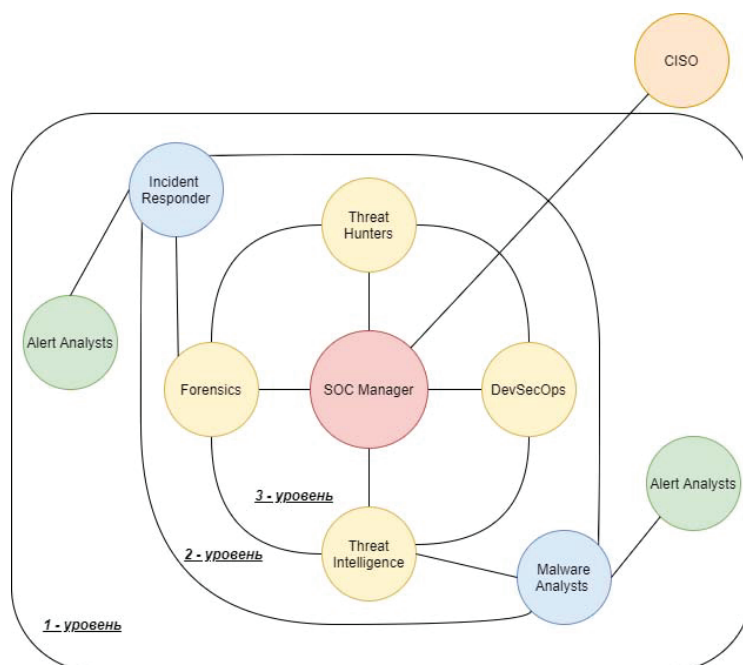 CISO
Incident
Responder
Threat
Hunters
Alert Analysts
Forensics
SOC Manager
DevSecOps
3 - уровень
Alert Analysts
2 - уровень
Threat
Intelligence
Malware
Analysts
1 - уровень